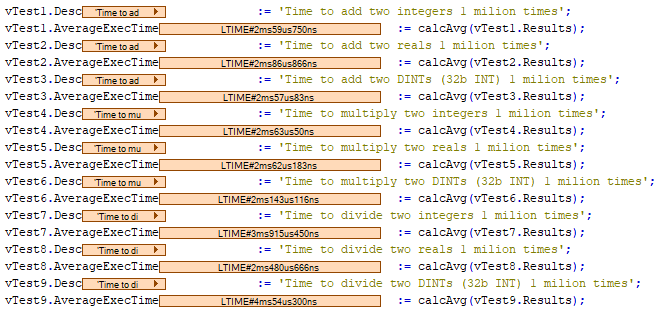 vTest1.Desc 'Time to ad := 'Time to add two integers 1 milion times';
vTest1.AverageExecTime LTIME#2ms59us750ns := calcAvg(vTest1.Results);
vTest2.Desc 'Time to ad := 'Time to add two reals 1 milion times';
vTest2.AverageExecTime LTIME#2ms86us866ns := calcAvg(vTest2.Results);
vTest3.Desc 'Time to ad := 'Time to add two DINTs (32b INT) 1 milion times';
vTest3.AverageExecTime LTIME#2ms57us83ns := calcAvg(vTest3.Results);
vTest4.Desc 'Time to mu := 'Time to multiply two integers 1 milion times';
vTest4.AverageExecTime LTIME#2ms63us50ns := calcAvg(vTest4.Results);
vTest5.Desc 'Time to mu := 'Time to multiply two reals 1 milion times';
vTest5.AverageExecTime LTIME#2ms62us183ns := calcAvg(vTest5.Results);
vTest6.Desc 'Time to mu := 'Time to multiply two DINTs (32b INT) 1 milion times';
vTest6.AverageExecTime LTIME#2ms143us116ns := calcAvg(vTest6.Results);
vTest7.Desc 'Time to di := 'Time to divide two integers 1 milion times';
vTest7.AverageExecTime LTIME#3ms915us450ns := calcAvg(vTest7.Results);
vTest8.Desc 'Time to di := 'Time to divide two reals 1 milion times';
vTest8.AverageExecTime LTIME#2ms480us666ns := calcAvg(vTest8.Results);
vTest9.Desc 'Time to di := 'Time to divide two DINTs (32b INT) 1 milion times';
vTest9.AverageExecTime LTIME#4ms54us300ns := calcAvg(vTest9.Results);